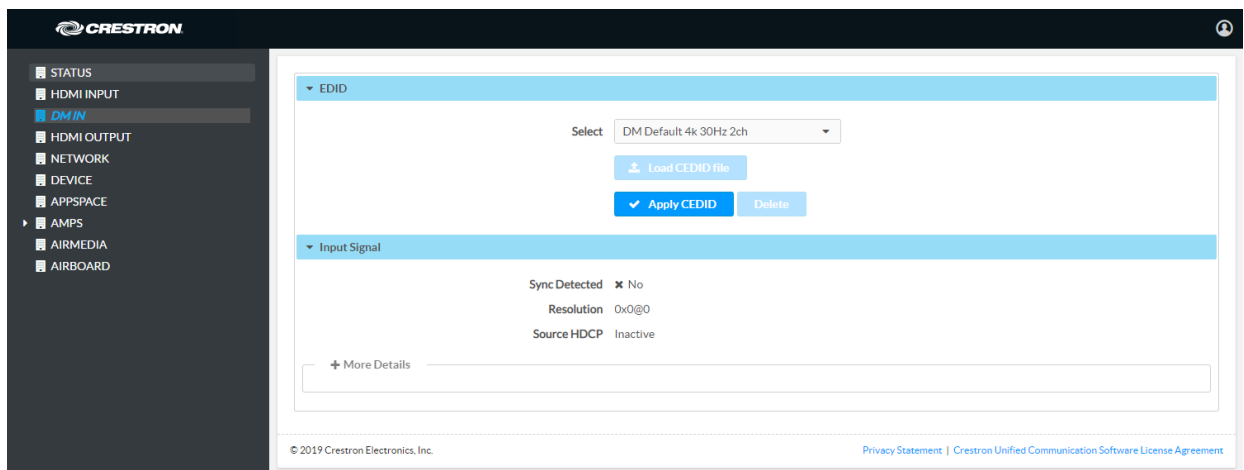 CRESTRON
STATUS
HDMI INPUT
DM IN
HDMI OUTPUT
NETWORK
DEVICE
APPSPACE
AMPS
AIRMEDIA
AIRBOARD
EDID
Select DM Default 4k 30Hz 2ch
Load CEDID file
Apply CEDID Delete
Input Signal
Sync Detected No
Resolution 0x0@0
Source HDCP Inactive
More Details
© 2019 Crestron Electronics, Inc. Privacy Statement | Crestron Unified Communication Software License Agreement